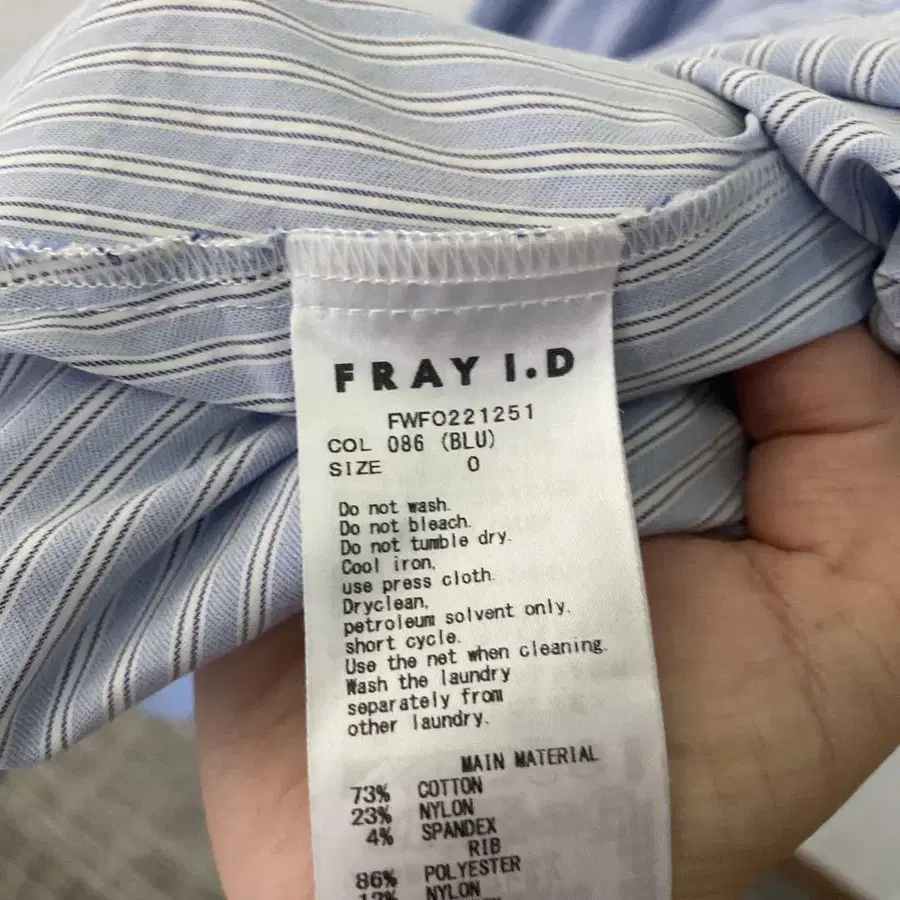 FRAY I.D
FWFO221251
COL 086 (BLU)
SIZE 0
Do not wash.
Do not bleach.
Do not tumble dry.
Cool iron,
use press cloth.
Dryclean,
petroleum solvent only.
short cycle.
Use the net when cleaning.
Wash the laundry
separately from
other laundry.
MAIN MATERIAL
73% COTTON
23% NYLON
4% SPANDEX
RIB
86% POLYESTER
NYLON